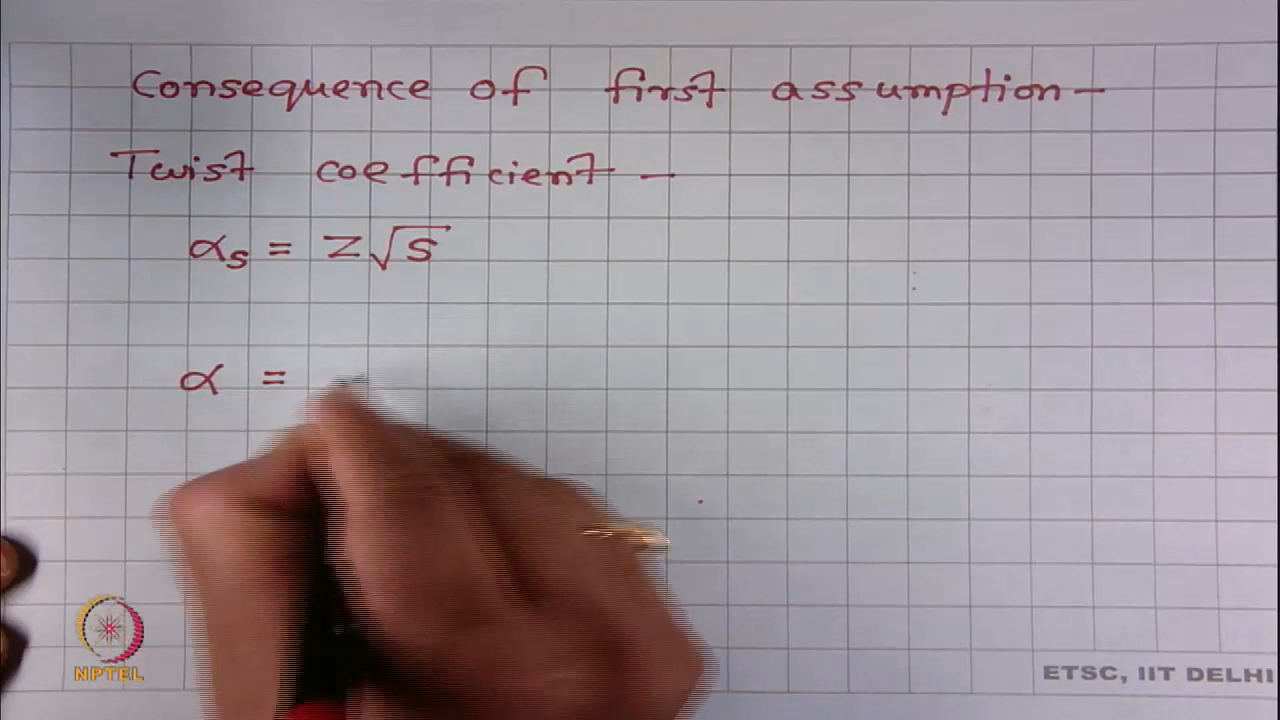 Consequence of first assumption -
Twist coefficient -
αs = Z√S
α =
NPTEL
ETSC, IIT DELHI